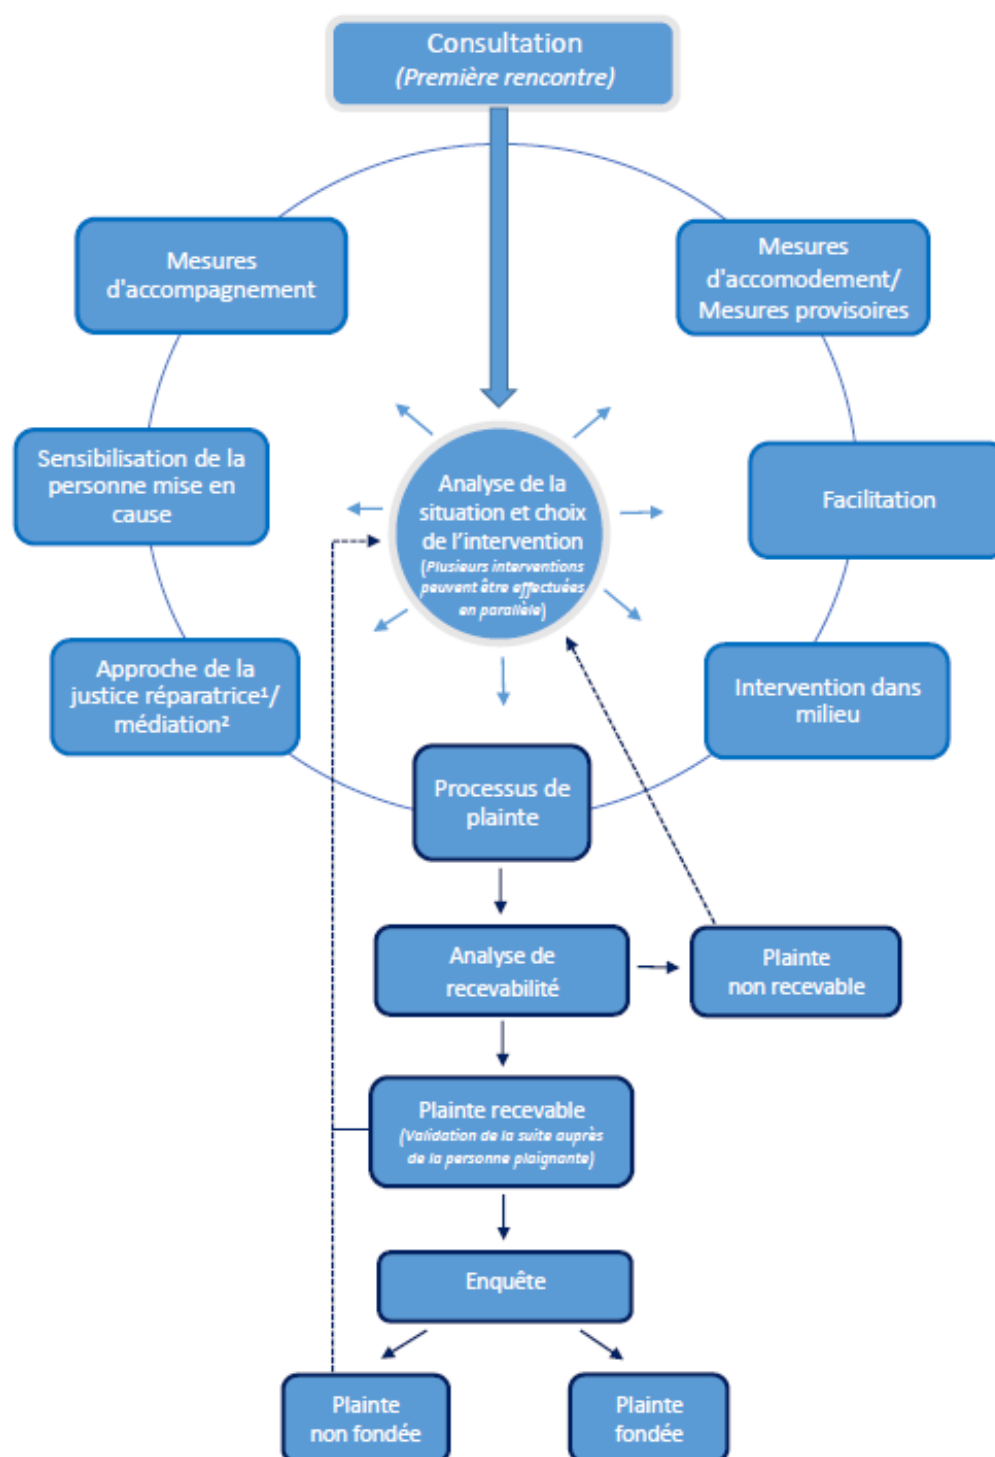 Consultation
(Première rencontre)
Mesures
d'accompagnement
Mesures
d'accomodement/
Mesures provisoires
Sensibilisation de la
personne mise en
cause
Analyse de la
situation et choix
de l'intervention
(Plusieurs interventions
peuvent être effectuées
en parallèle)
Facilitation
Approche de la
justice réparatrice¹/
médiation²
Intervention dans
milieu
Processus de
plainte
Analyse de
recevabilité
Plainte
non recevable
Plainte recevable
(Validation de la suite auprès
de la personne plaignante)
Enquête
Plainte
non fondée
Plainte
fondée